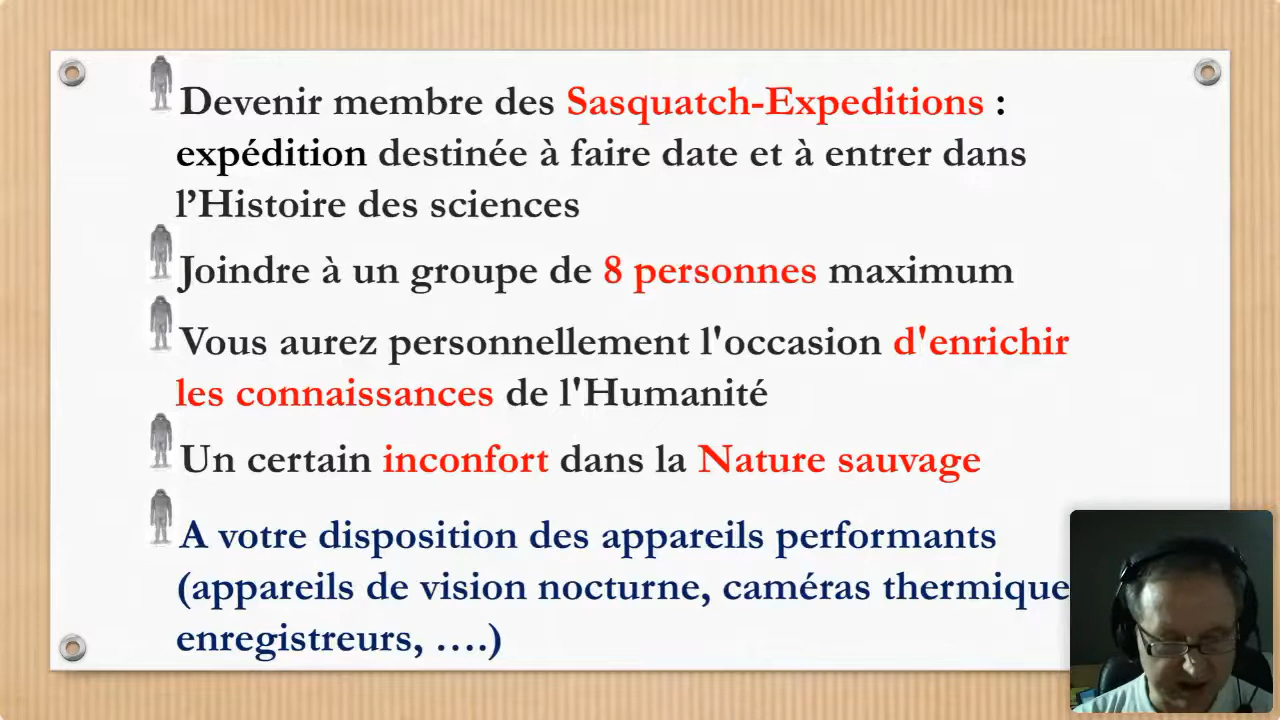 Devenir membre des Sasquatch-Expeditions :
expédition destinée à faire date et à entrer dans
l’Histoire des sciences
Joindre à un groupe de 8 personnes maximum
Vous aurez personnellement l'occasion d'enrichir
les connaissances de l'Humanité
Un certain inconfort dans la Nature sauvage
A votre disposition des appareils performants
(appareils de vision nocturne, caméras thermique
enregistreurs, ….)